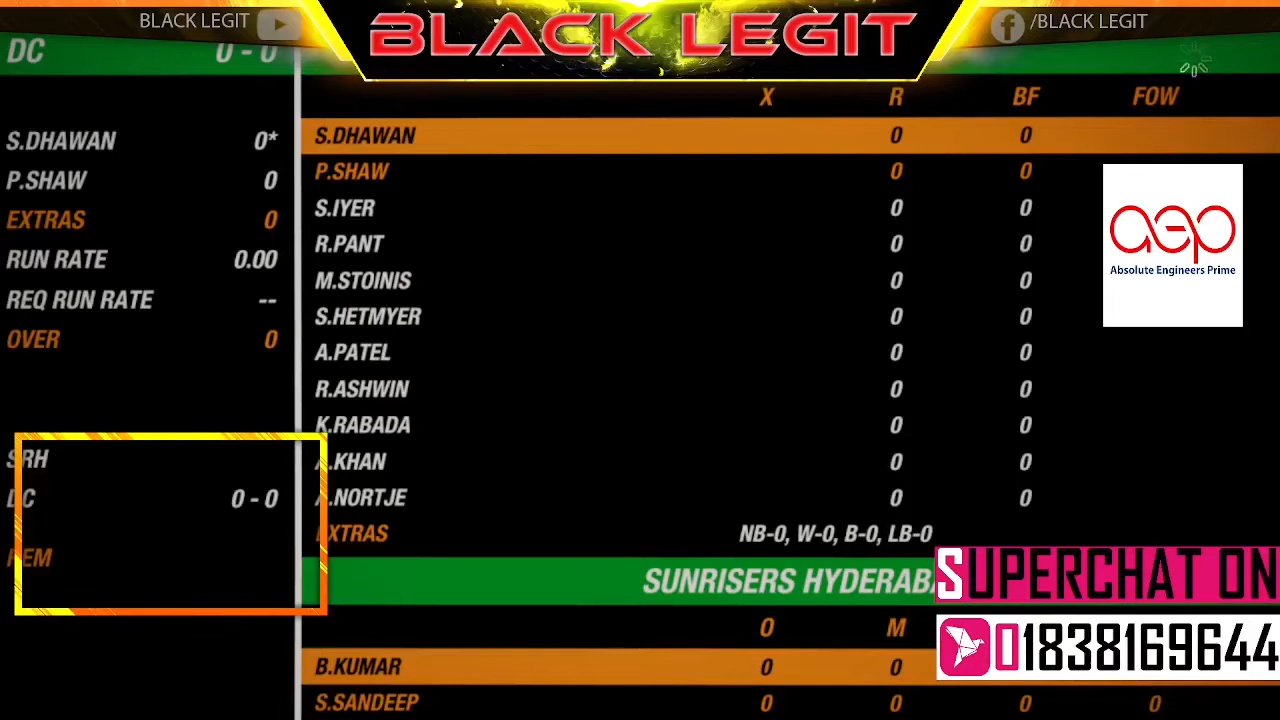 BLACK LEGIT
BLACK LEGIT
/BLACK LEGIT
DC 0 - 0
X R BF FOW
S.DHAWAN 0*
P.SHAW 0
EXTRAS 0
RUN RATE 0.00
REQ RUN RATE --
OVER 0
SRH
DC 0 - 0
REM
S.DHAWAN 0 0
P.SHAW 0 0
S.IYER 0 0
R.PANT 0 0
M.STOINIS 0 0
S.HETMYER 0 0
A.PATEL 0 0
R.ASHWIN 0 0
K.RABADA 0 0
A.KHAN 0 0
A.NORTJE 0 0
EXTRAS NB-0, W-0, B-0, LB-0
aep
Absolute Engineers Prime
SUNRISERS
O M
B.KUMAR 0 0
S.SANDEEP 0 0 0 0
SUPERCHAT ON
01838169644